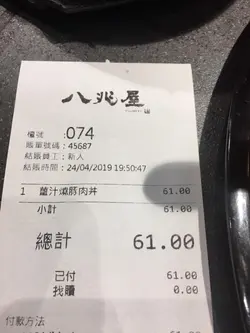 八兆屋
檯號 :074
賬單號碼: 45687
結賬員工: 新人
結賬時間: 24/04/2019 19:50:47
1 薑汁燒豚肉丼 61.00
小計 61.00
總計 61.00
已付 61.00
找贖 0.00
付款方法